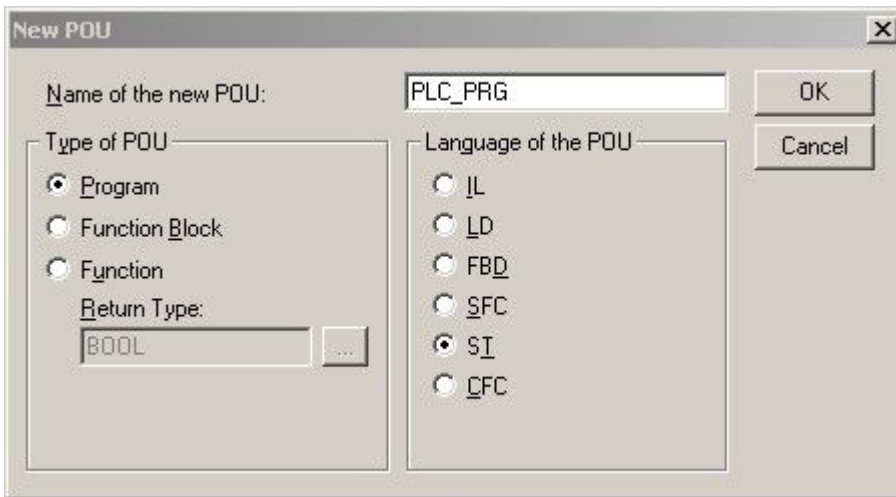 New POU
Name of the new POU:
PLC_PRG
OK
Cancel
Type of POU
Program
Function Block
Function
Return Type:
BOOL
...
Language of the POU
IL
LD
FBD
SFC
ST
CFC